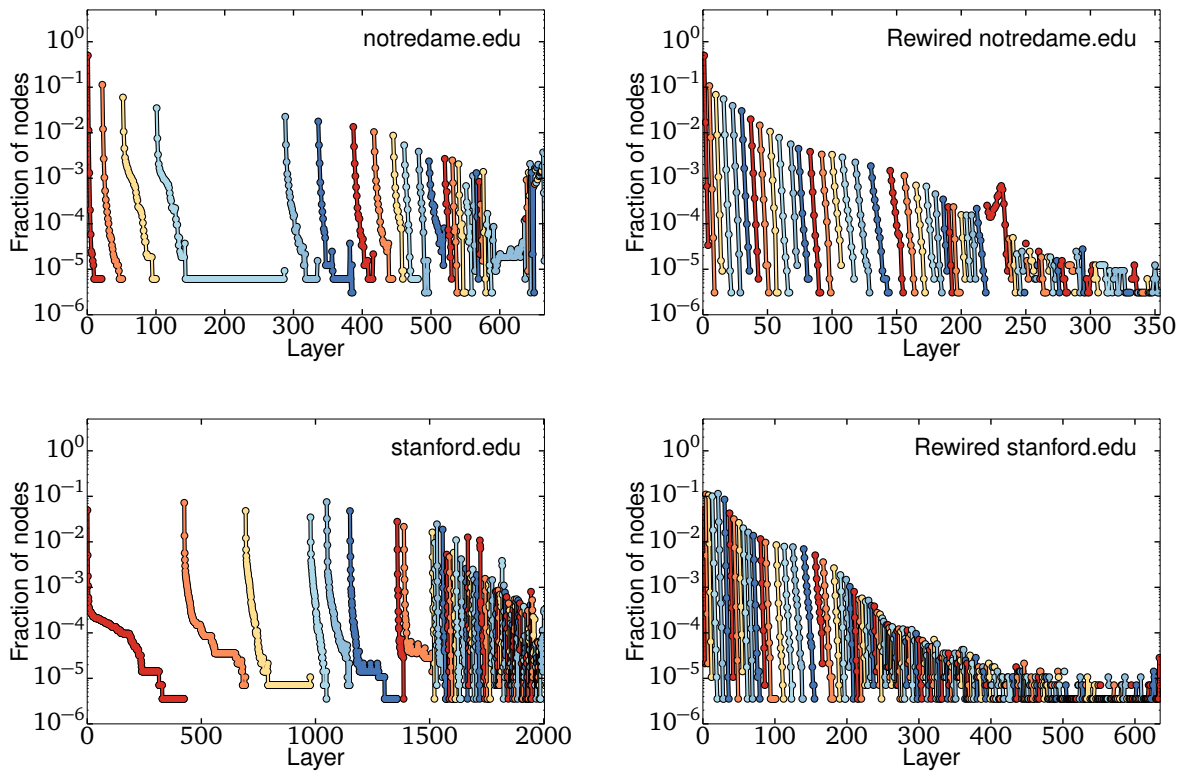 notredame.edu
Fraction of nodes
10^0
10^-1
10^-2
10^-3
10^-4
10^-5
10^-6
0 100 200 300 400 500 600
Layer
Rewired notredame.edu
Fraction of nodes
10^0
10^-1
10^-2
10^-3
10^-4
10^-5
10^-6
0 50 100 150 200 250 300 350
Layer
stanford.edu
Fraction of nodes
10^0
10^-1
10^-2
10^-3
10^-4
10^-5
10^-6
0 500 1000 1500 2000
Layer
Rewired stanford.edu
Fraction of nodes
10^0
10^-1
10^-2
10^-3
10^-4
10^-5
10^-6
0 100 200 300 400 500 600
Layer